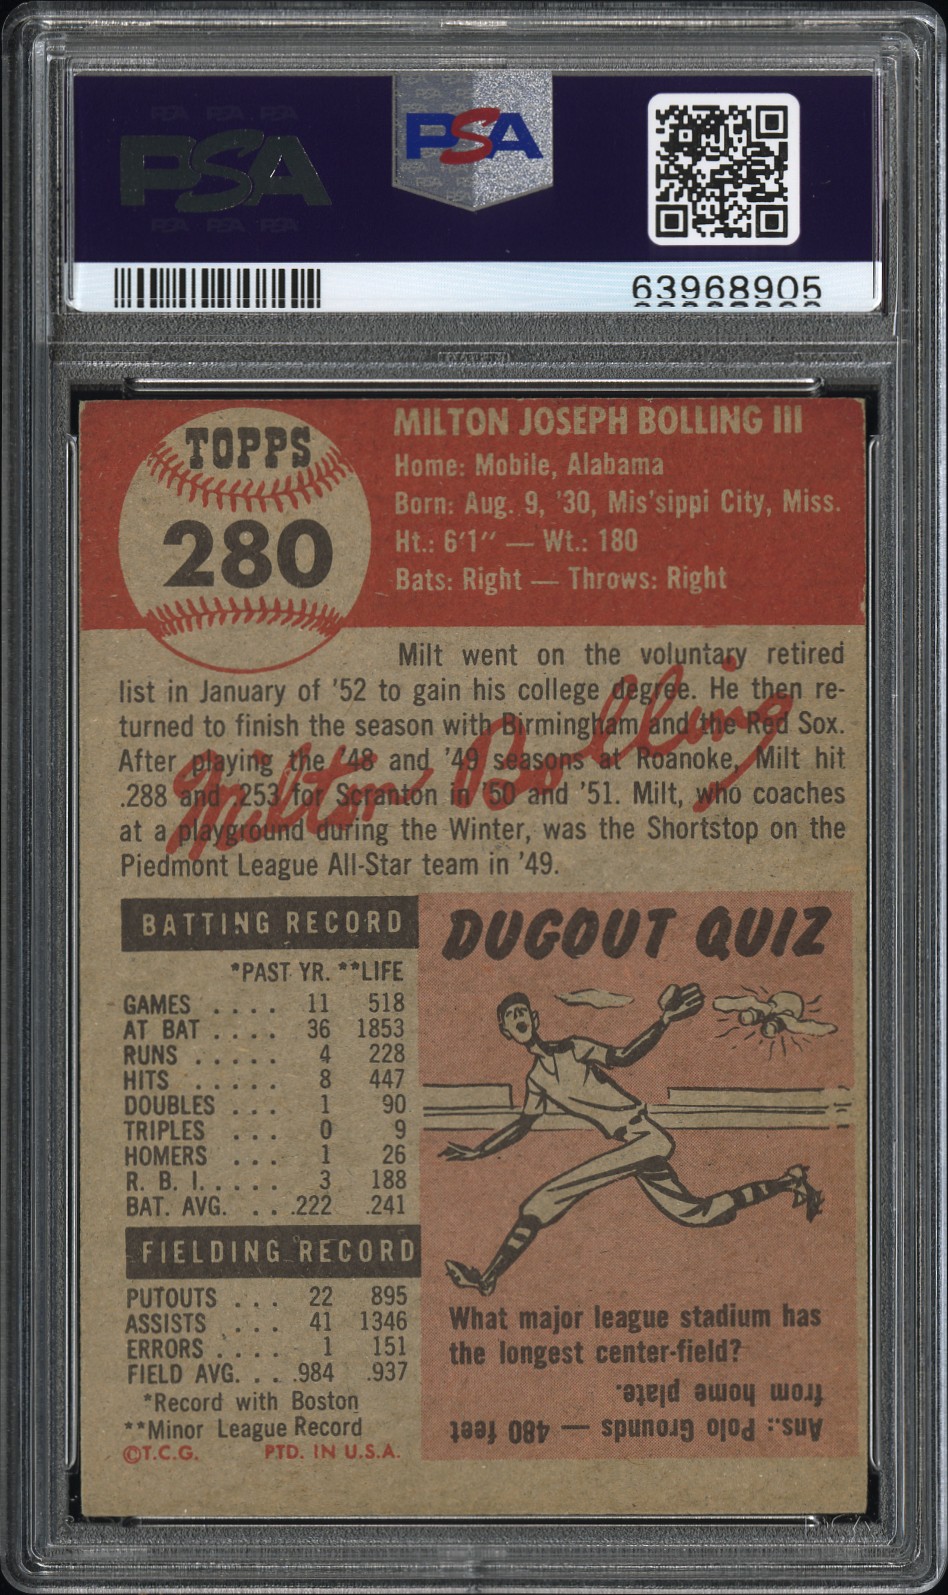 PSA PSA PSA
PSA
PSA PSA PSA
PSA
63968905
TOPPS
280
MILTON JOSEPH BOLLING III
Home: Mobile, Alabama
Born: Aug. 9, '30, Mis'sippi City, Miss.
Ht.: 6'1" — Wt.: 180
Bats: Right — Throws: Right
Milt went on the voluntary retired
list in January of '52 to gain his college degree. He then re-
turned to finish the season with Birmingham and the Red Sox.
After playing the '48 and '49 seasons at Roanoke, Milt hit
.288 and .253 for Scranton in '50 and '51. Milt, who coaches
at a playground during the Winter, was the Shortstop on the
Piedmont League All-Star team in '49.
Milton Bolling
BATTING RECORD
*PAST YR. **LIFE
GAMES .... 11 518
AT BAT .... 36 1853
RUNS ..... 4 228
HITS ..... 8 447
DOUBLES ... 1 90
TRIPLES ... 0 9
HOMERS ... 1 26
R. B. I. .... 3 188
BAT. AVG. .. .222 .241
FIELDING RECORD
PUTOUTS ... 22 895
ASSISTS ... 41 1346
ERRORS .... 1 151
FIELD AVG. .. .984 .937
*Record with Boston
**Minor League Record
©T.C.G. PTD. IN U.S.A.
DUGOUT QUIZ
What major league stadium has
the longest center-field?
Ans.: Polo Grounds — 480 feet
from home plate.